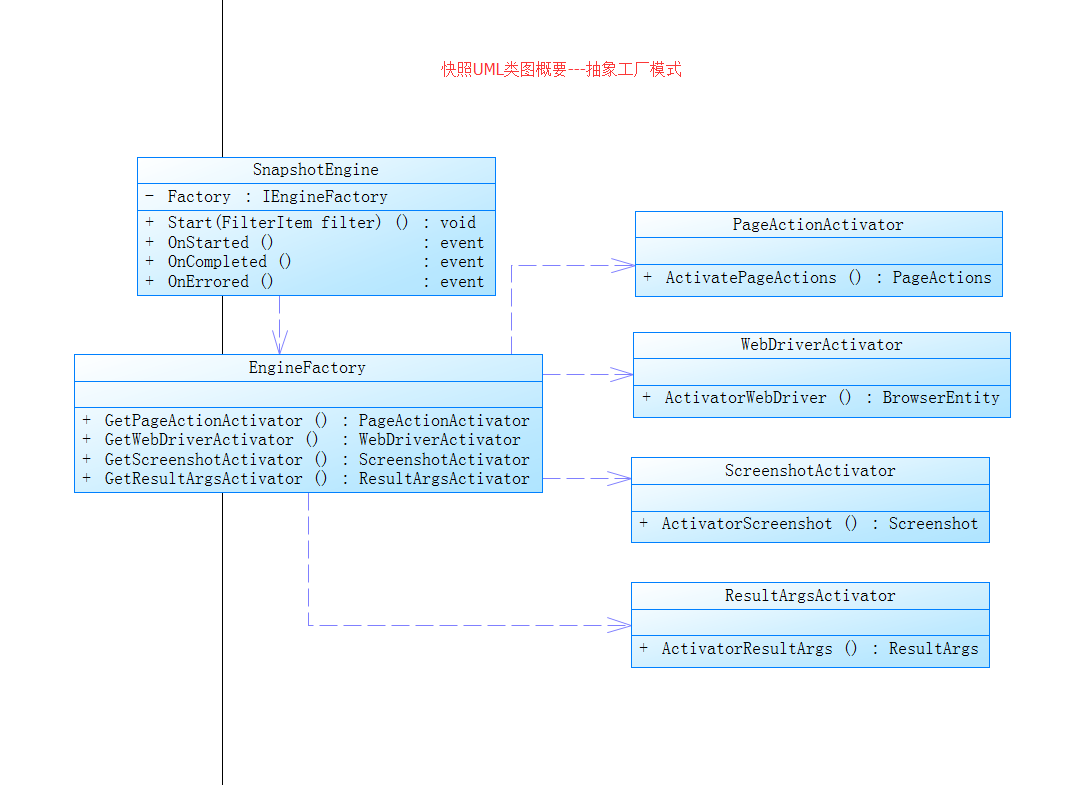 快照UML类图概要---抽象工厂模式
SnapshotEngine
- Factory : IEngineFactory
+ Start(FilterItem filter) () : void
+ OnStarted () : event
+ OnCompleted () : event
+ OnErrored () : event
PageActionActivator
+ ActivatePageActions () : PageActions
WebDriverActivator
+ ActivatorWebDriver () : BrowserEntity
EngineFactory
+ GetPageActionActivator () : PageActionActivator
+ GetWebDriverActivator () : WebDriverActivator
+ GetScreenshotActivator () : ScreenshotActivator
+ GetResultArgsActivator () : ResultArgsActivator
ScreenshotActivator
+ ActivatorScreenshot () : Screenshot
ResultArgsActivator
+ ActivatorResultArgs () : ResultArgs